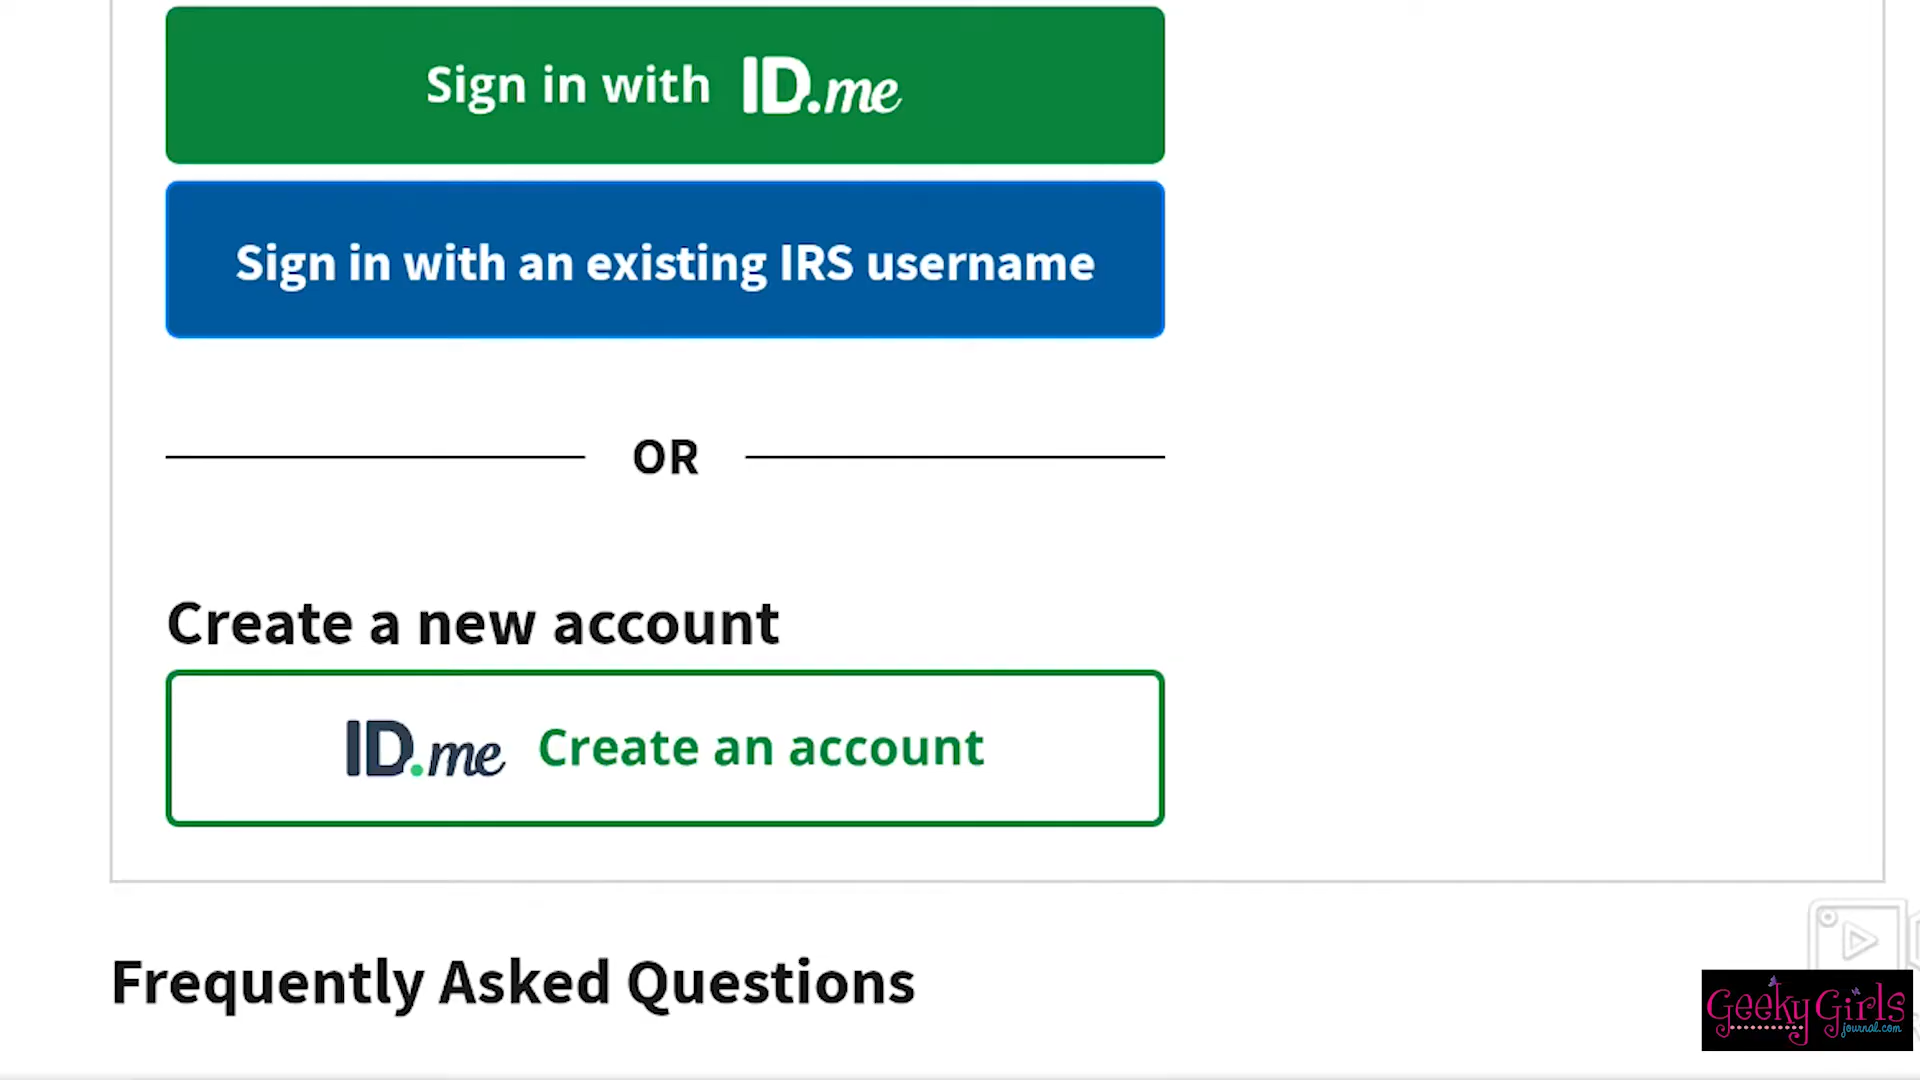 Sign in with ID.me
Sign in with an existing IRS username
OR
Create a new account
ID.me Create an account
Frequently Asked Questions
Geeky Girls
journal.com